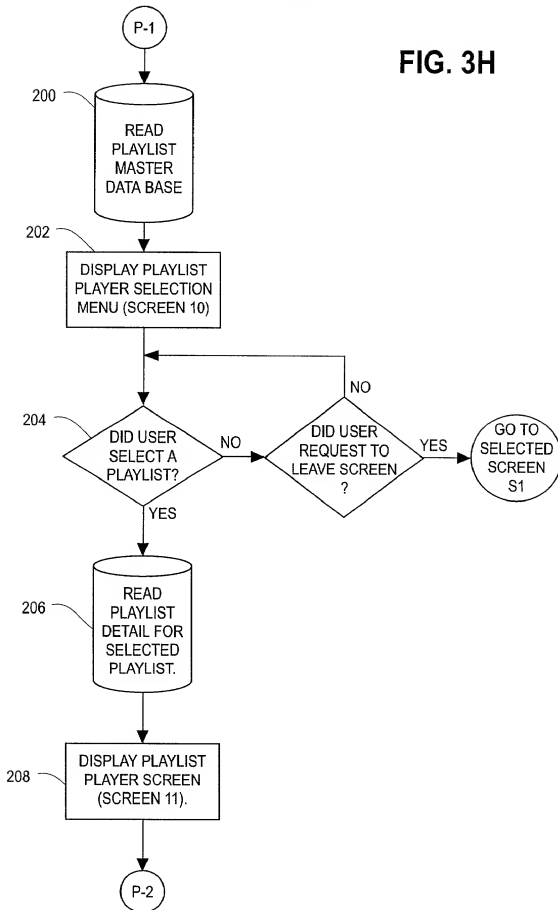 P-1
FIG. 3H
200
READ
PLAYLIST
MASTER
DATA BASE
202
DISPLAY PLAYLIST
PLAYER SELECTION
MENU (SCREEN 10)
NO
204
DID USER
SELECT A
PLAYLIST?
NO
DID USER
REQUEST TO
LEAVE SCREEN
?
YES
GO TO
SELECTED
SCREEN
S1
YES
206
READ
PLAYLIST
DETAIL FOR
SELECTED
PLAYLIST.
208
DISPLAY PLAYLIST
PLAYER SCREEN
(SCREEN 11).
P-2